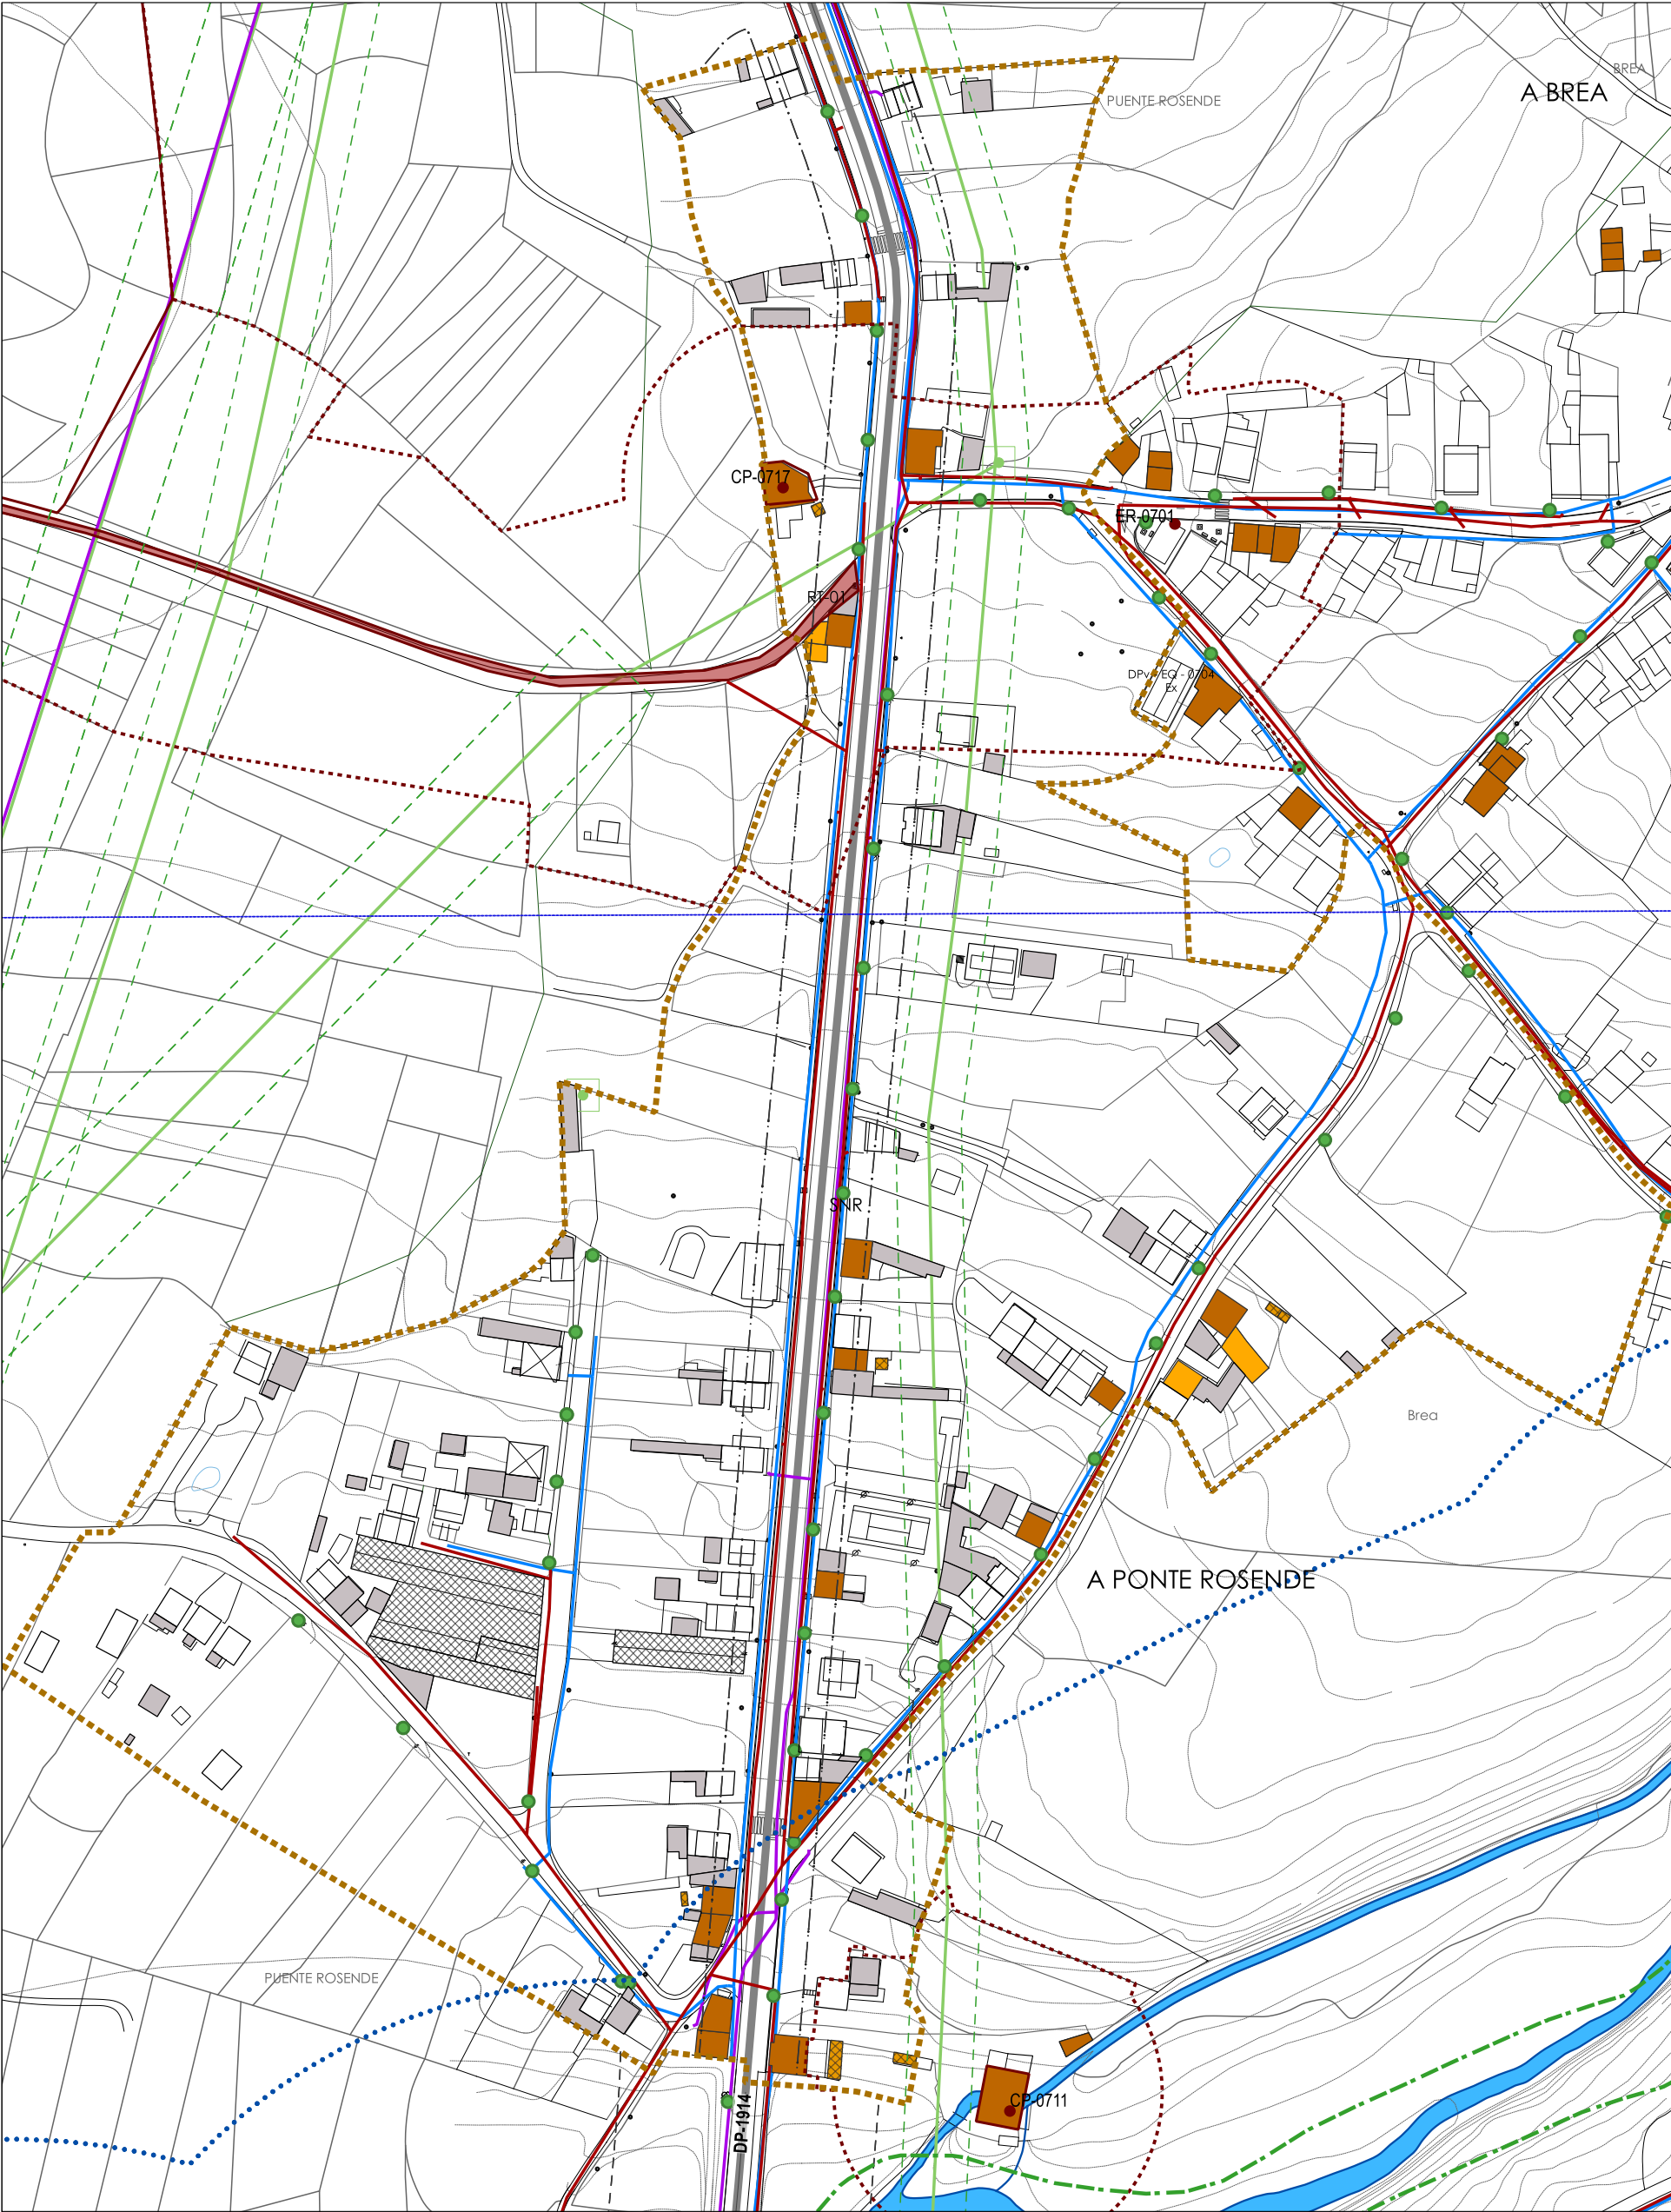 BREA
A BREA
PUENTE ROSENDE
CP-0717
ER-0701
RT-01
DPv - EQ - 0704
Ex
SNR
Brea
A PONTE ROSENDE
PUENTE ROSENDE
CP-0711
DP-1914